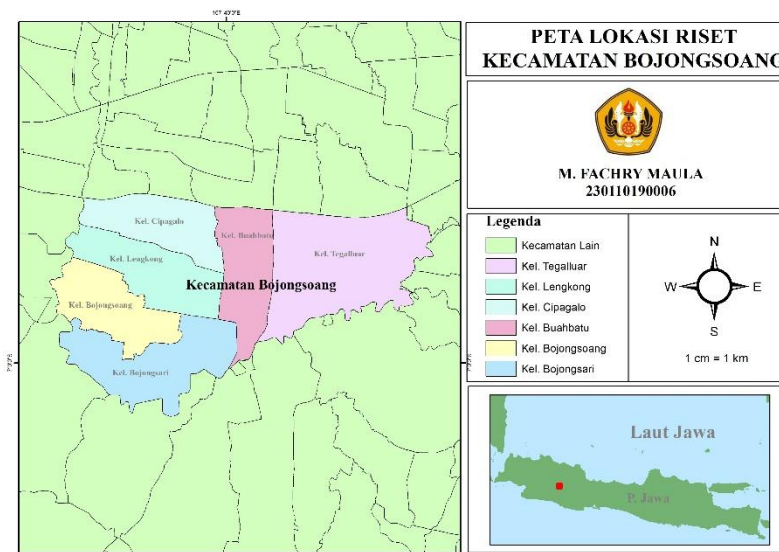 PETA LOKASI RISET
KECAMATAN BOJONGSOANG
M. FACHRY MAULA
230110190006
Kel. Cipagalo
Kel. Buahbatu
Kel. Tegalluar
Kel. Lengkong
Kecamatan Bojongsoang
Kel. Bojongsoang
Kel. Bojongsari
Legenda
Kecamatan Lain
Kel. Tegalluar
Kel. Lengkong
Kel. Cipagalo
Kel. Buahbatu
Kel. Bojongsoang
Kel. Bojongsari
N
W
E
S
1 cm = 1 km
Laut Jawa
P. Jawa